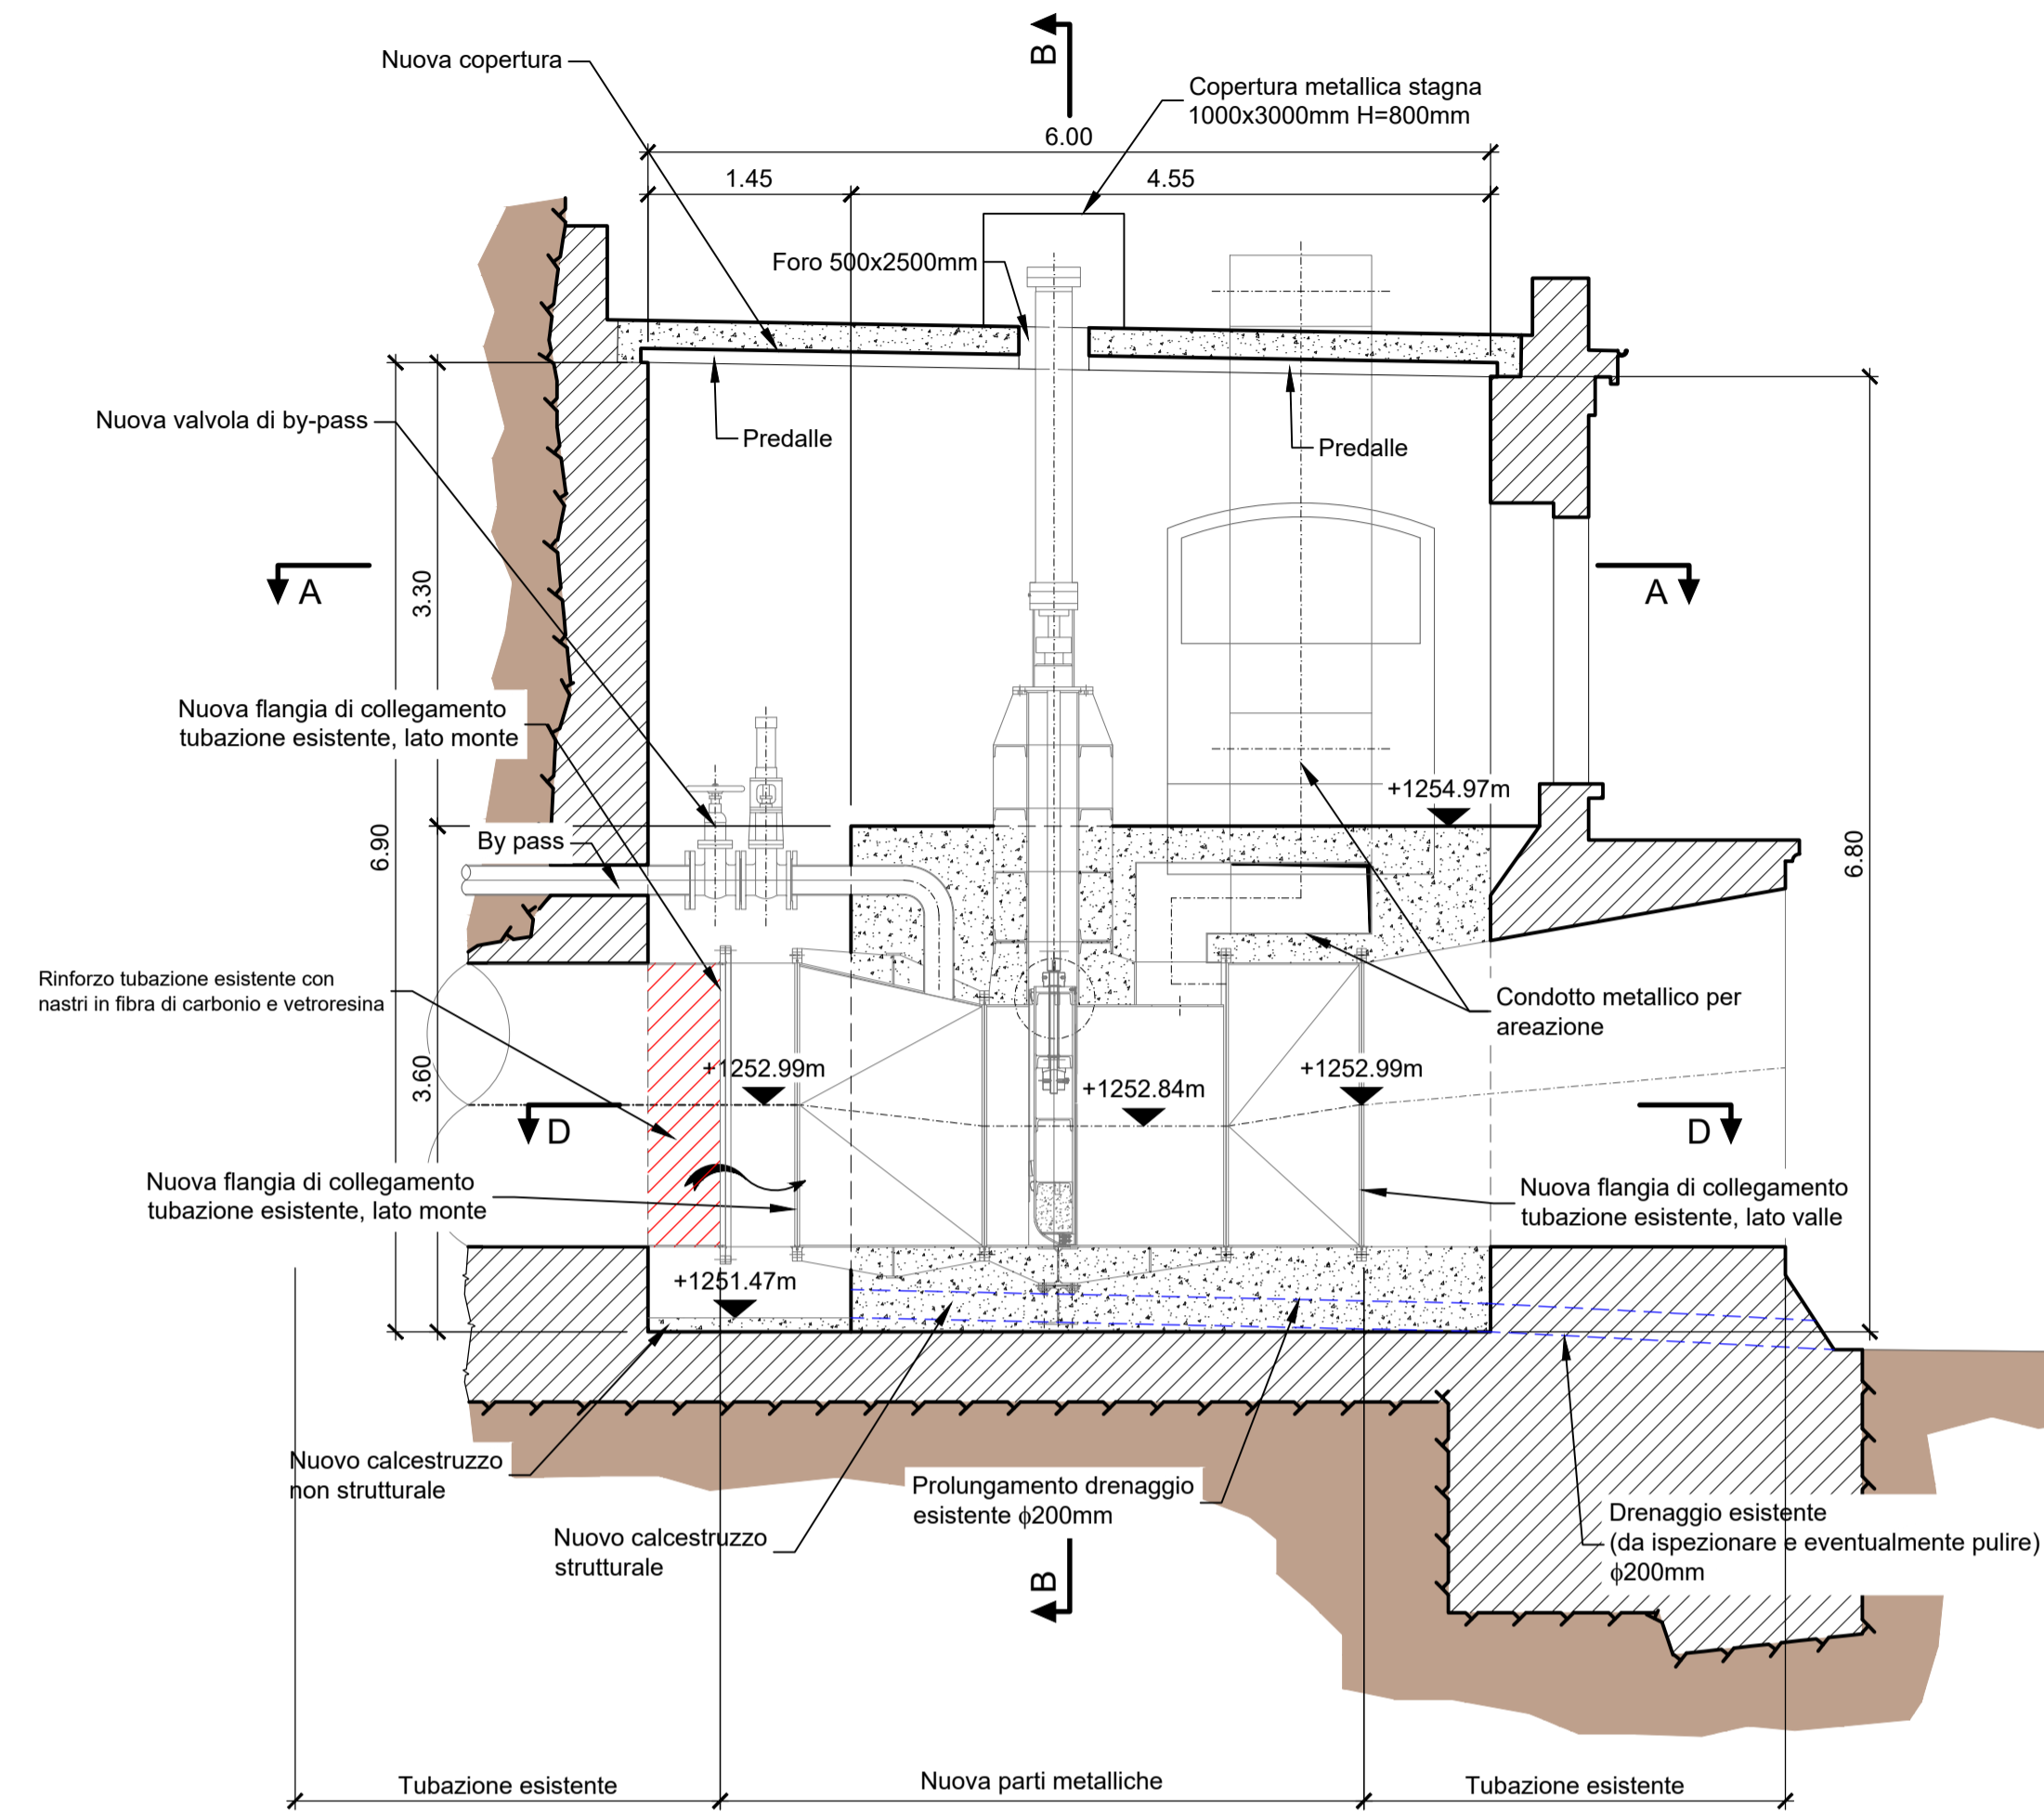 B
Nuova copertura
Copertura metallica stagna
1000x3000mm H=800mm
6.00
1.45
4.55
Foro 500x2500mm
Nuova valvola di by-pass
Predalle
Predalle
A
A
3.30
Nuova flangia di collegamento
tubazione esistente, lato monte
+1254.97m
By pass
6.90
6.80
Rinforzo tubazione esistente con
nastri in fibra di carbonio e vetroresina
Condotto metallico per
areazione
3.60
+1252.99m
+1252.84m
+1252.99m
D
D
Nuova flangia di collegamento
tubazione esistente, lato monte
Nuova flangia di collegamento
tubazione esistente, lato valle
+1251.47m
Nuovo calcestruzzo
non strutturale
Prolungamento drenaggio
esistente ϕ200mm
Nuovo calcestruzzo
strutturale
Drenaggio esistente
(da ispezionare e eventualmente pulire)
ϕ200mm
B
Tubazione esistente
Nuova parti metalliche
Tubazione esistente